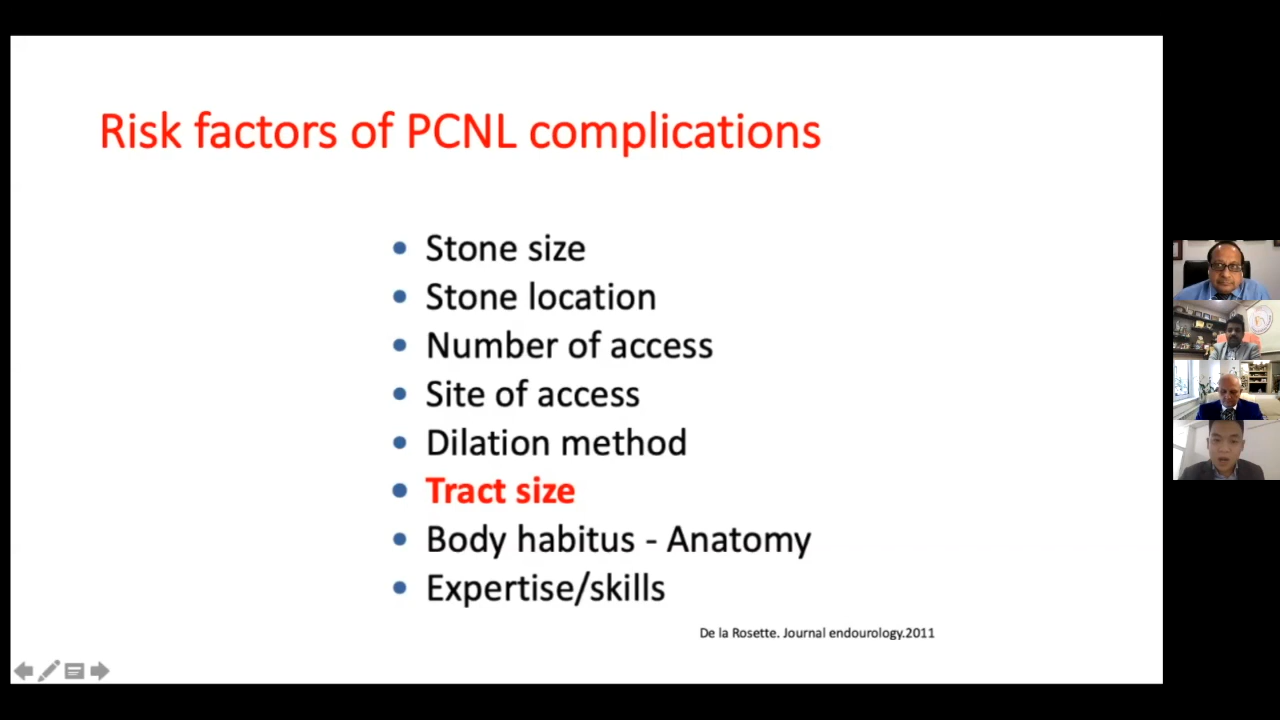 Risk factors of PCNL complications
• Stone size
• Stone location
• Number of access
• Site of access
• Dilation method
• Tract size
• Body habitus - Anatomy
• Expertise/skills
De la Rosette. Journal endourology.2011